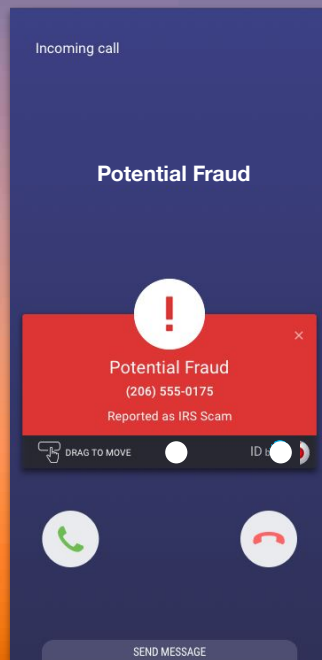 Incoming call
Potential Fraud
!
×
Potential Fraud
(206) 555-0175
Reported as IRS Scam
DRAG TO MOVE
ID
SEND MESSAGE